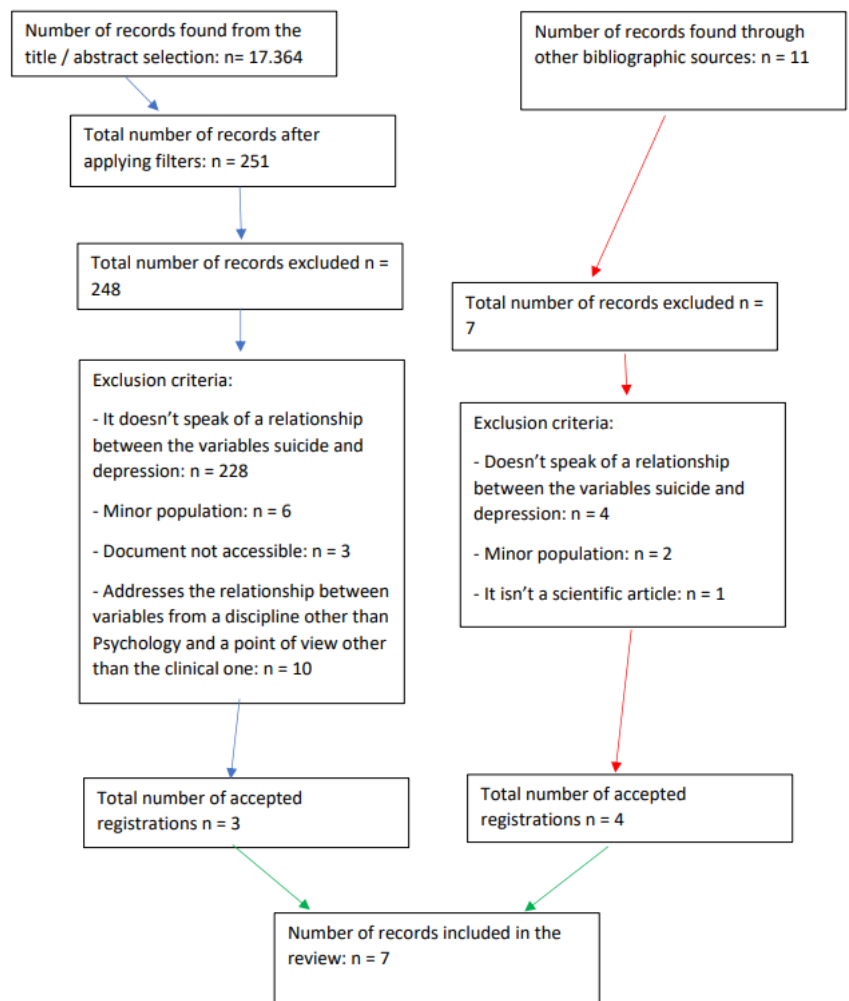 Number of records found from the
title / abstract selection: n= 17.364
Number of records found through
other bibliographic sources: n = 11
Total number of records after
applying filters: n = 251
Total number of records excluded n =
248
Total number of records excluded n =
7
Exclusion criteria:
- It doesn’t speak of a relationship
between the variables suicide and
depression: n = 228
- Minor population: n = 6
- Document not accessible: n = 3
- Addresses the relationship between
variables from a discipline other than
Psychology and a point of view other
than the clinical one: n = 10
Exclusion criteria:
- Doesn’t speak of a relationship
between the variables suicide and
depression: n = 4
- Minor population: n = 2
- It isn’t a scientific article: n = 1
Total number of accepted
registrations n = 3
Total number of accepted
registrations n = 4
Number of records included in the
review: n = 7